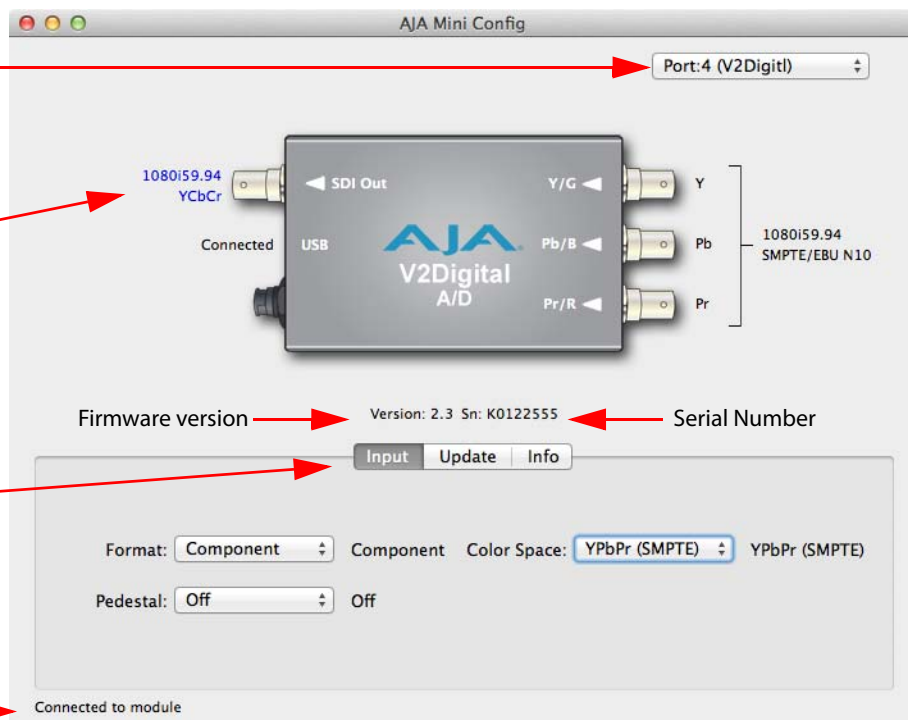 AJA Mini Config
Port:4 (V2Digitl)
1080i59.94
YCbCr
SDI Out
Y/G
Y
Connected
USB
AJA
Pb/B
Pb
1080i59.94
SMPTE/EBU N10
V2Digital
A/D
Pr/R
Pr
Firmware version
Version: 2.3 Sn: K0122555
Serial Number
Input Update Info
Format: Component Component Color Space: YPbPr (SMPTE) YPbPr (SMPTE)
Pedestal: Off Off
Connected to module